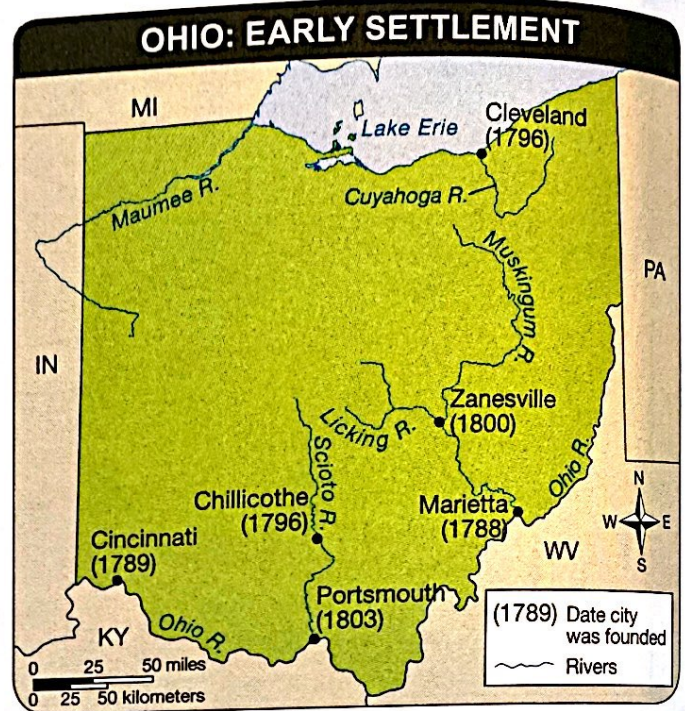 OHIO: EARLY SETTLEMENT
MI
Lake Erie
Cleveland
(1796)
Cuyahoga R.
Maumee R.
Muskingum R.
PA
IN
Zanesville
(1800)
Licking R.
Scioto R.
Ohio R.
Chillicothe
(1796)
Marietta
(1788)
N
W
E
S
WV
Cincinnati
(1789)
Portsmouth
(1803)
KY
Ohio R.
(1789) Date city
was founded
Rivers
0 25 50 miles
0 25 50 kilometers